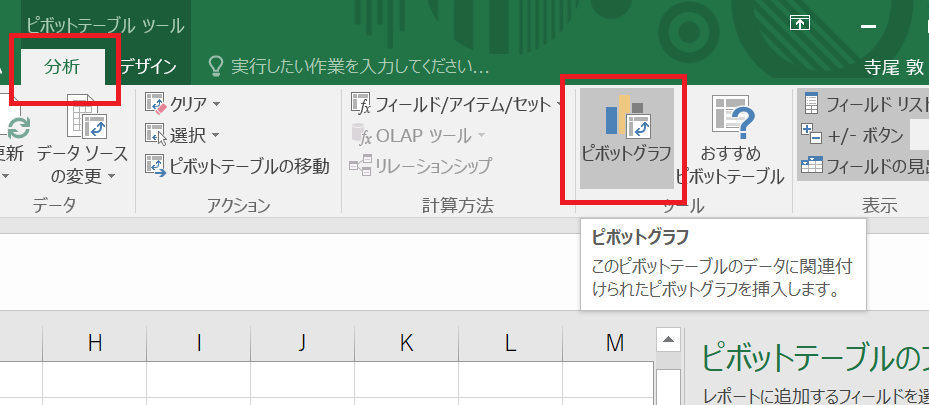 ピボットテーブル ツール
分析
デザイン
実行したい作業を入力してください...
寺尾 敦
更新
データ ソース
の変更
データ
クリア
選択
ピボットテーブルの移動
アクション
フィールド/アイテム/セット
OLAP ツール
リレーションシップ
計算方法
ピボットグラフ
おすすめ
ピボットテーブル
ツール
フィールド リスト
+/- ボタン
フィールドの見出
表示
ピボットグラフ
このピボットテーブルのデータに関連付
けられたピボットグラフを挿入します。
H I J K L M
ピボットテーブルのフ
レポートに追加するフィールドを選